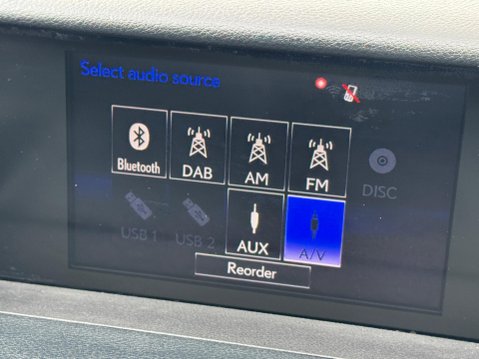 Select audio source
Bluetooth
DAB
AM
FM
DISC
USB 1
USB 2
AUX
A/V
Reorder